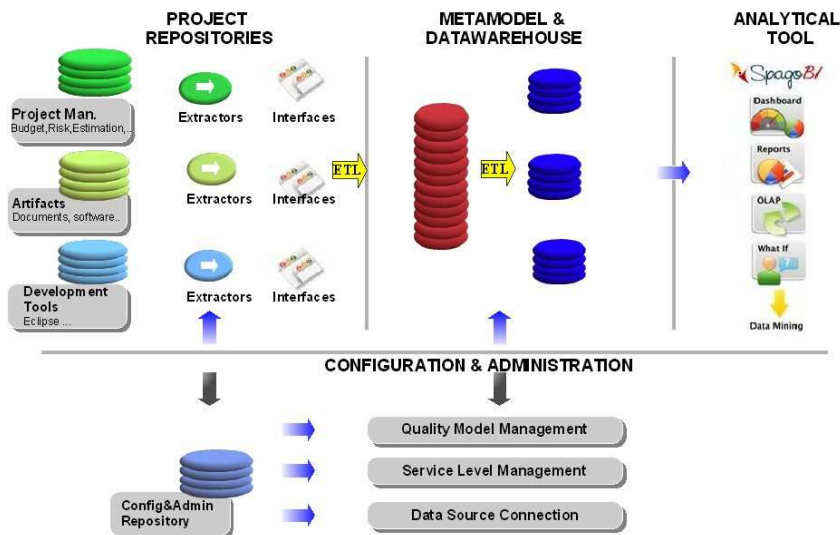 PROJECT
REPOSITORIES
METAMODEL &
DATAWAREHOUSE
ANALYTICAL
TOOL
SpagoBI
Project Man.
Budget,Risk,Estimation,..
Extractors
Interfaces
Artifacts
Documents, software..
Extractors
Interfaces
Development
Tools
Eclipse ...
Extractors
Interfaces
ETL
ETL
Dashboard
Reports
OLAP
What If
Data Mining
CONFIGURATION & ADMINISTRATION
Config&Admin
Repository
Quality Model Management
Service Level Management
Data Source Connection